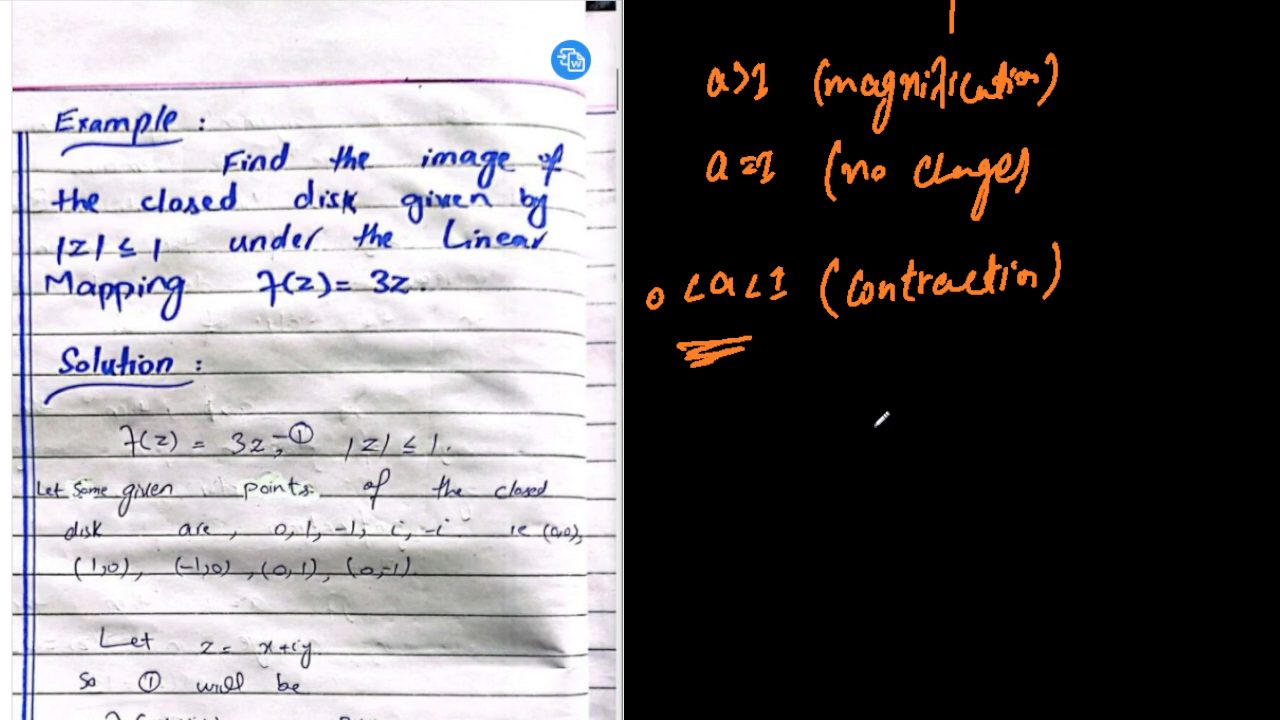 Example :
Find the image of
the closed disk given by
|z| ≤ 1 under the Linear
Mapping f(z) = 3z.
Solution :
f(z) = 3z, -① |z| ≤ 1.
Let Some given points of the closed
disk are, 0, 1, -1, i, -i ie (0,0),
(1,0), (-1,0), (0,1), (0,-1).
Let z = x+iy
So ① will be
a>1 (magnification)
a=1 (no
0 <a<1 (contraction)